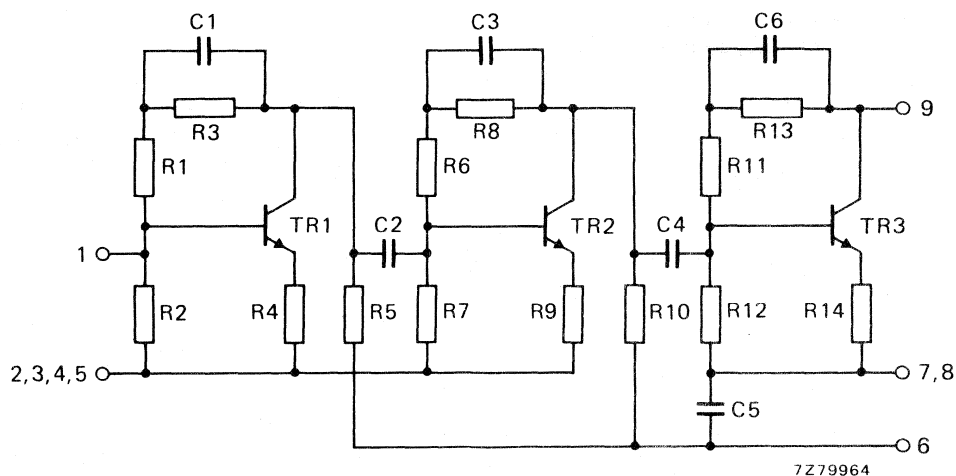 C1 C3 C6
R3 R8 R13 9
R1 R6 R11
TR1 C2 TR2 C4 TR3
1
R2 R4 R5 R7 R9 R10 R12 R14
2,3,4,5 7,8
C5
6
7Z79964